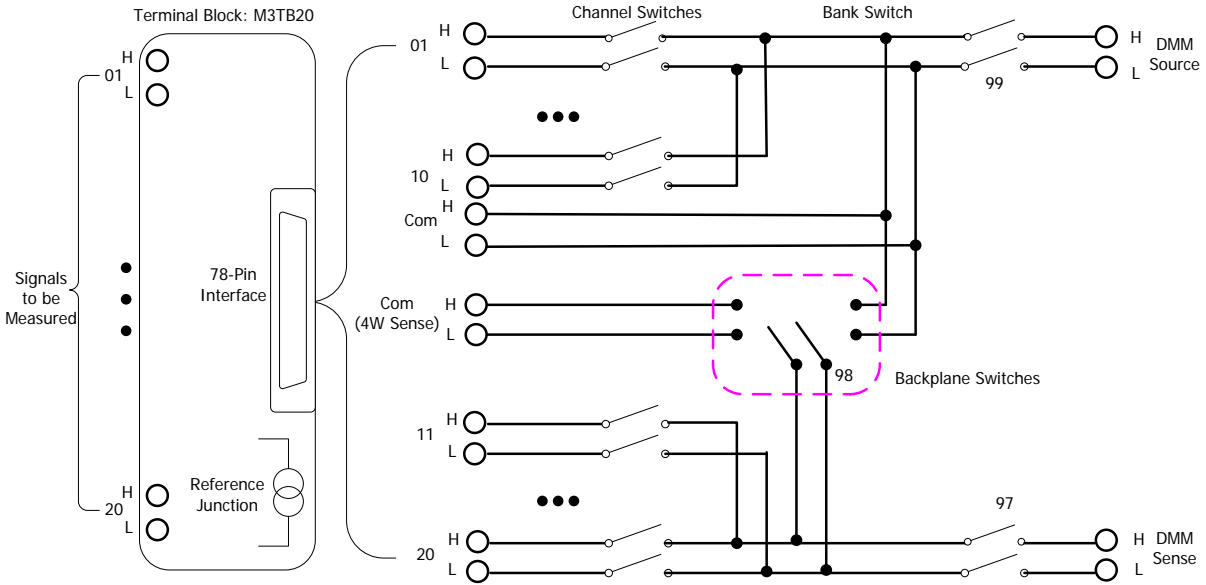 Terminal Block: M3TB20
Channel Switches
Bank Switch
H
01
L
Signals
to be
Measured
78-Pin
Interface
Reference
Junction
H
20
L
01
H
L
H
10
L
Com
H
L
Com
(4W Sense)
H
L
11
H
L
20
H
L
98
Backplane Switches
99
H
L
DMM
Source
97
H
L
DMM
Sense